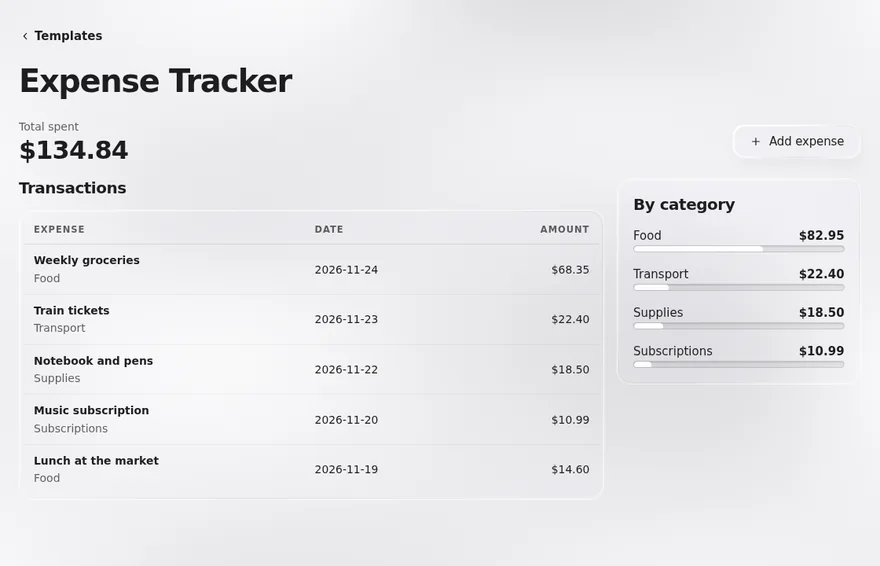 ‹ Templates
Expense Tracker
Total spent
$134.84
+ Add expense
Transactions
EXPENSE DATE AMOUNT
Weekly groceries
Food
2026-11-24 $68.35
Train tickets
Transport
2026-11-23 $22.40
Notebook and pens
Supplies
2026-11-22 $18.50
Music subscription
Subscriptions
2026-11-20 $10.99
Lunch at the market
Food
2026-11-19 $14.60
By category
Food $82.95
Transport $22.40
Supplies $18.50
Subscriptions $10.99